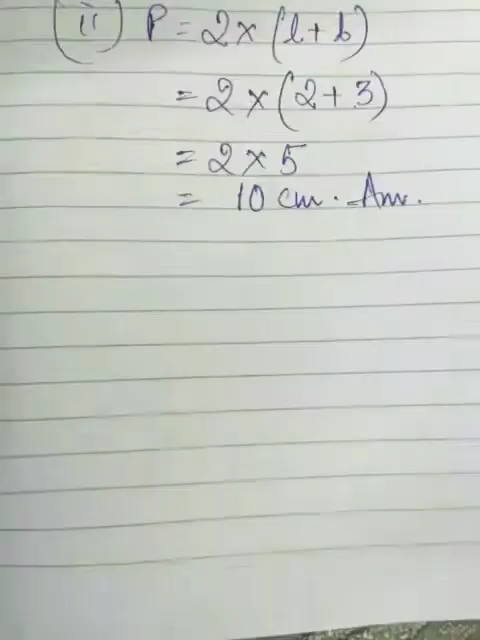 (ii) P = 2 × (l + b)
= 2 × (2 + 3)
= 2 × 5
= 10 cm. Ans.